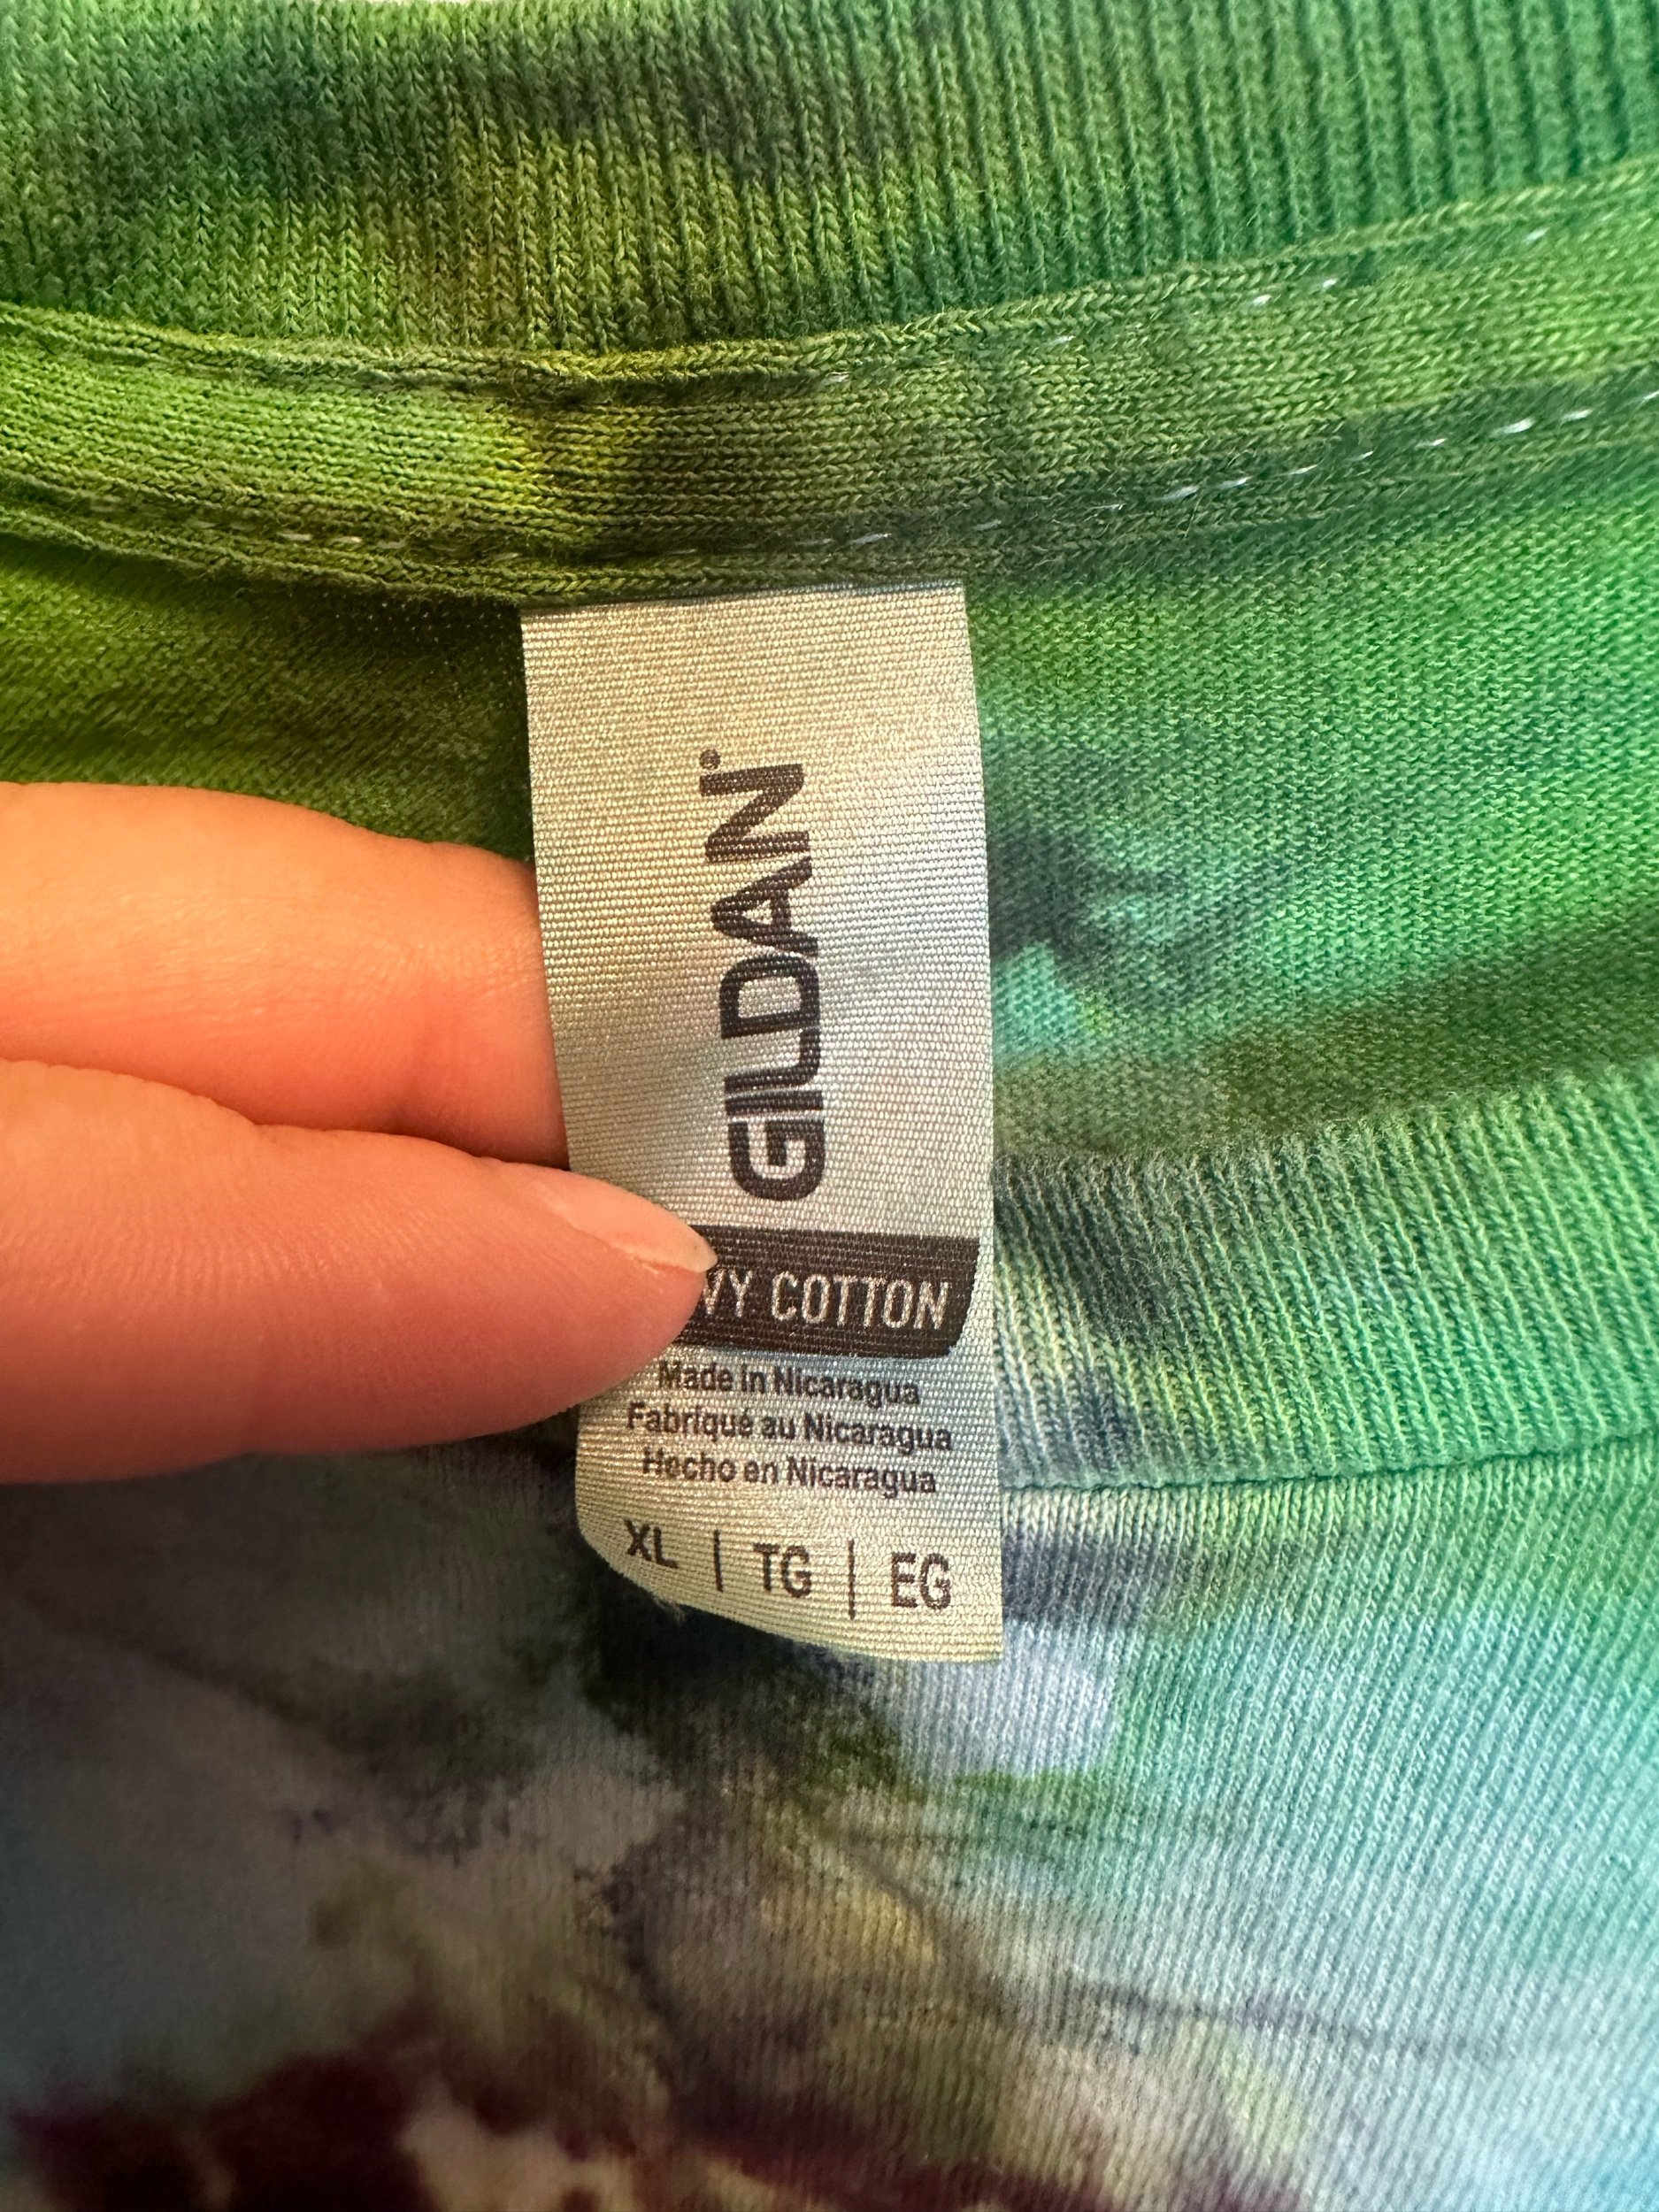 GILDAN
VY COTTON
Made in Nicaragua
Fabriqué au Nicaragua
Hecho en Nicaragua
XL | TG | EG